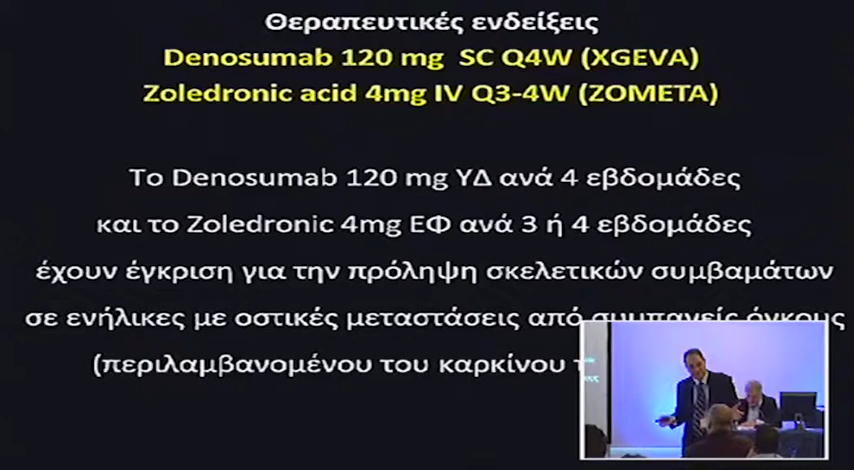 Θεραπευτικές ενδείξεις
Denosumab 120 mg SC Q4W (XGEVA)
Zoledronic acid 4mg IV Q3-4W (ZOMETA)
Το Denosumab 120 mg ΥΔ ανά 4 εβδομάδες
και το Zoledronic 4mg ΕΦ ανά 3 ή 4 εβδομάδες
έχουν έγκριση για την πρόληψη σκελετικών συμβαμάτων
σε ενήλικες με οστικές μεταστάσεις από συμπαγείς όγκους
(περιλαμβανομένου του καρκίνου